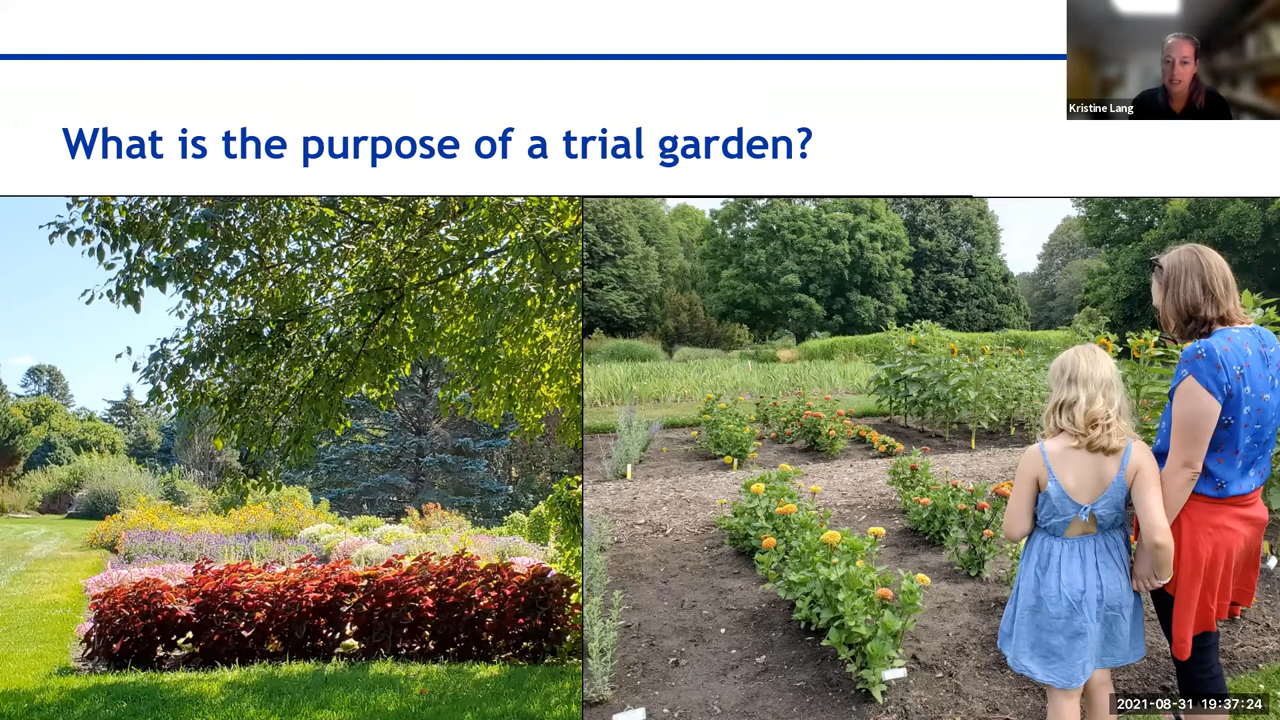 Kristine Lang
What is the purpose of a trial garden?
2021-08-31 19:37:24